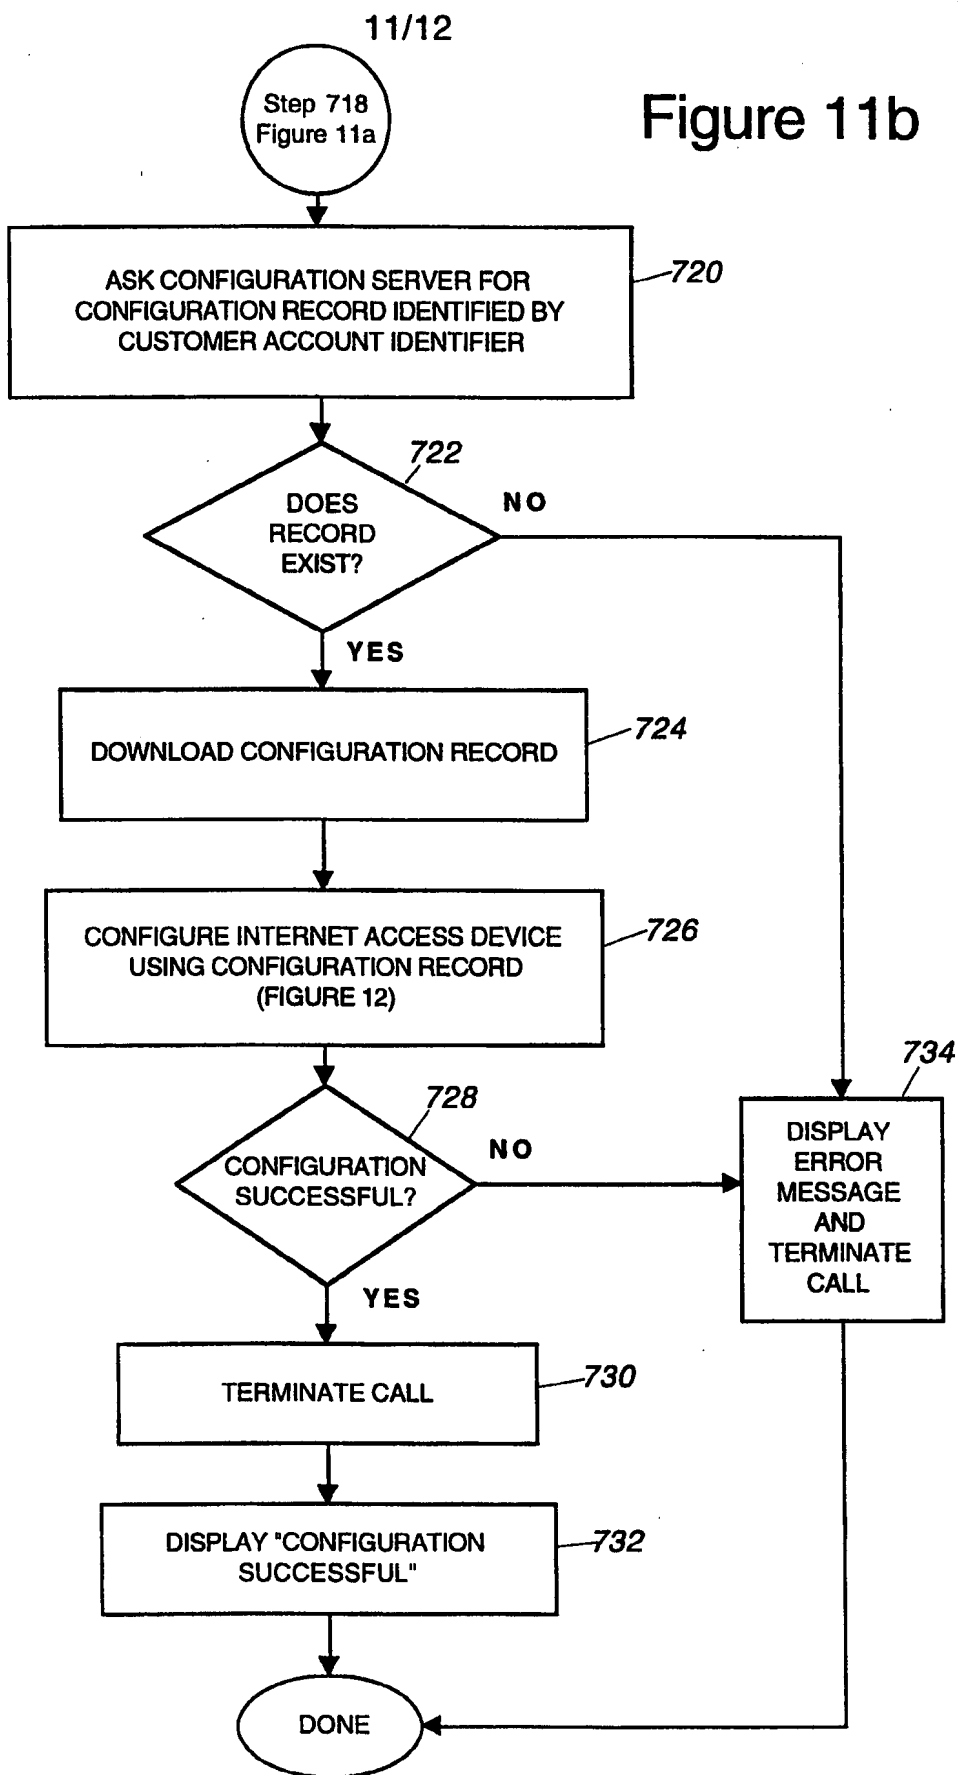 11/12
Step 718
Figure 11a
Figure 11b
ASK CONFIGURATION SERVER FOR
CONFIGURATION RECORD IDENTIFIED BY
CUSTOMER ACCOUNT IDENTIFIER
720
722
DOES
RECORD
EXIST?
NO
YES
DOWNLOAD CONFIGURATION RECORD
724
CONFIGURE INTERNET ACCESS DEVICE
USING CONFIGURATION RECORD
(FIGURE 12)
726
728
CONFIGURATION
SUCCESSFUL?
NO
YES
734
DISPLAY
ERROR
MESSAGE
AND
TERMINATE
CALL
TERMINATE CALL
730
DISPLAY "CONFIGURATION
SUCCESSFUL"
732
DONE